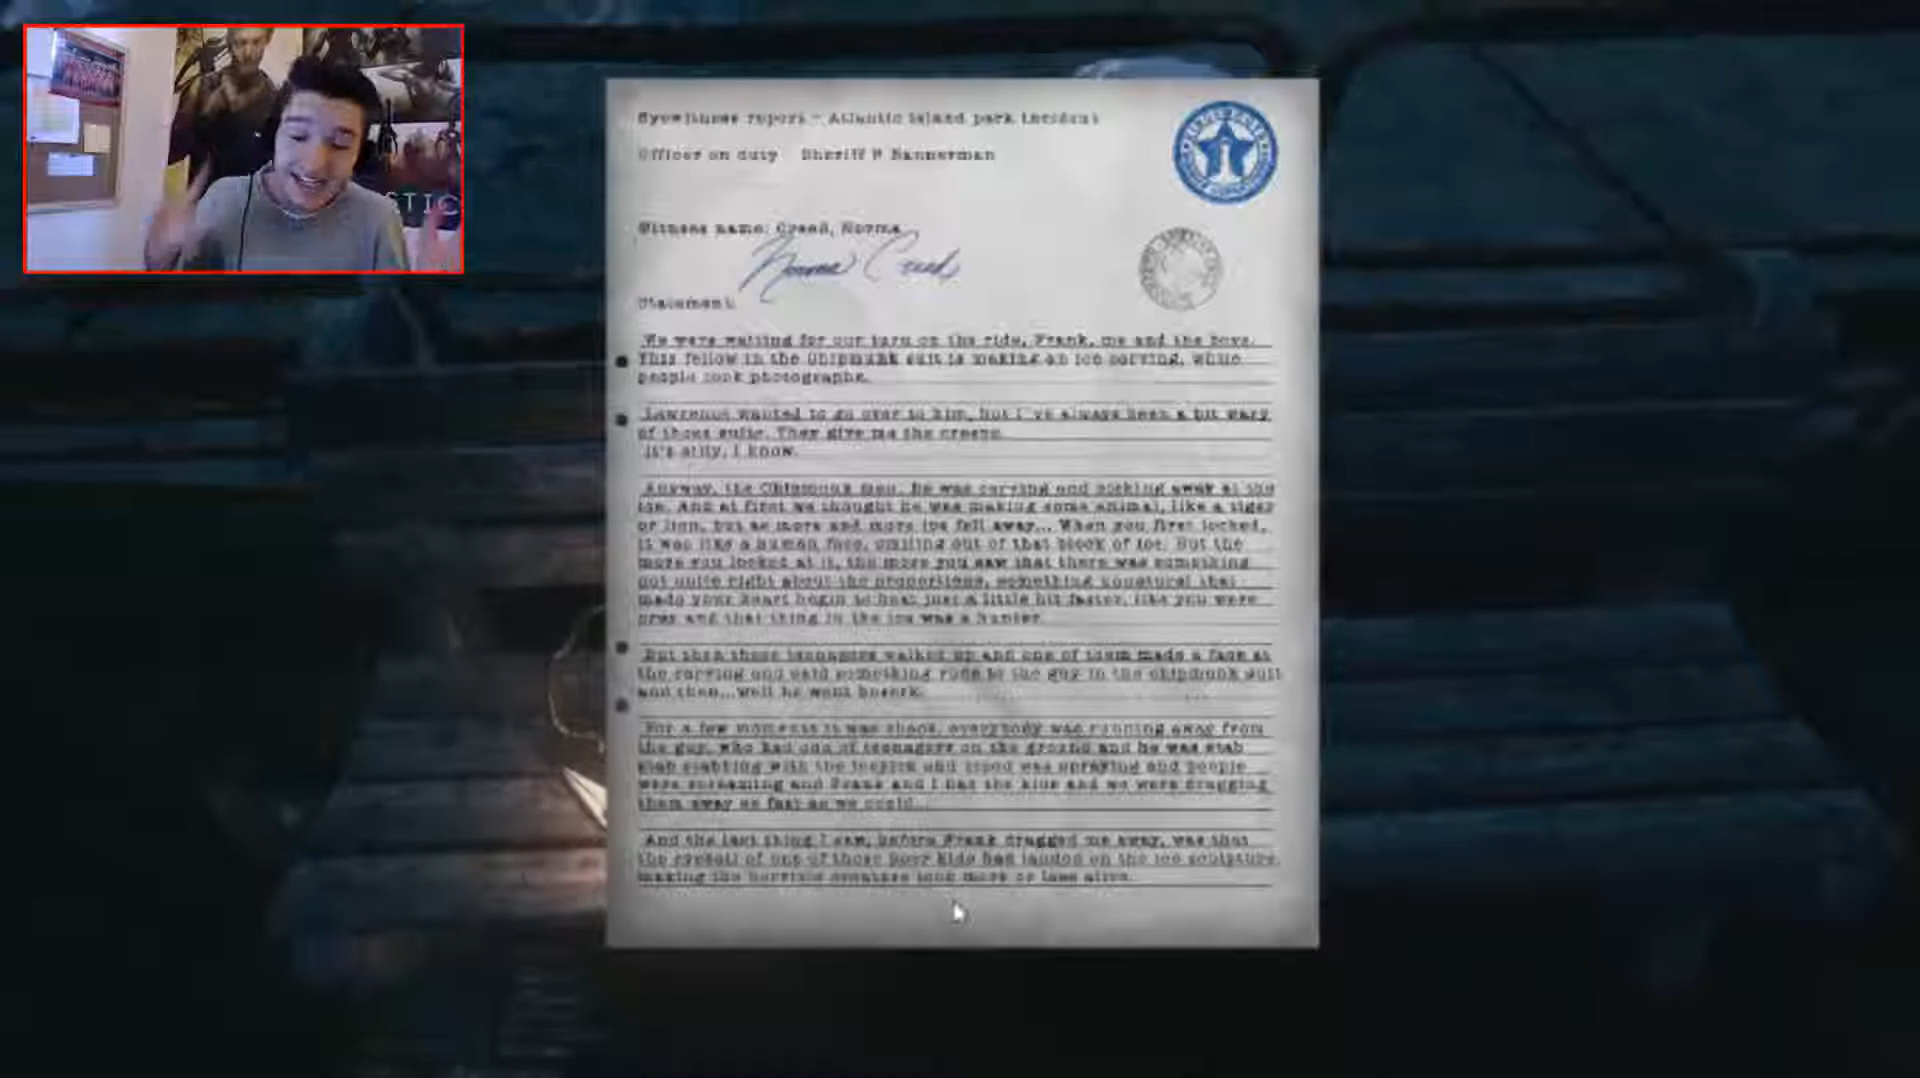 STIC
Eyewitness report - Atlantic Island park incident
Officer on duty Sheriff P Bannerman
Witness name: Creed, Norma
Norma Creed
Statement:
We were waiting for our turn on the ride, Frank, me and the boys.
This fellow in the Chipmunk suit is making an ice carving, while
people took photographs.
Lawrence wanted to go over to him, but I've always been a bit wary
of those suits. They give me the creeps.
It's silly, I know.
Anyway, the Chipmunk man, he was carving and picking away at the
ice. And at first we thought he was making some animal, like a tiger
or lion, but as more and more ice fell away... When you first looked,
it was like a human face, smiling out of that block of ice. But the
more you looked at it, the more you saw that there was something
not quite right about the proportions, something unnatural that
made your heart begin to beat just a little bit faster, like you were
prey and that thing in the ice was a hunter.
But then those teenagers walked up and one of them made a face at
the carving and said something rude to the guy in the chipmunk suit
and then...well he went beserk.
For a few moments it was chaos, everybody was running away from
the guy, who had one of teenagers on the ground and he was stab
stab stabbing with the icepick and blood was spraying and people
were screaming and Frank and I had the kids and we were dragging
them away as fast as we could...
And the last thing I saw, before Frank dragged me away, was that
the eyeball of one of those poor kids had landed on the ice sculpture
making the horrible creature look more or less alive.